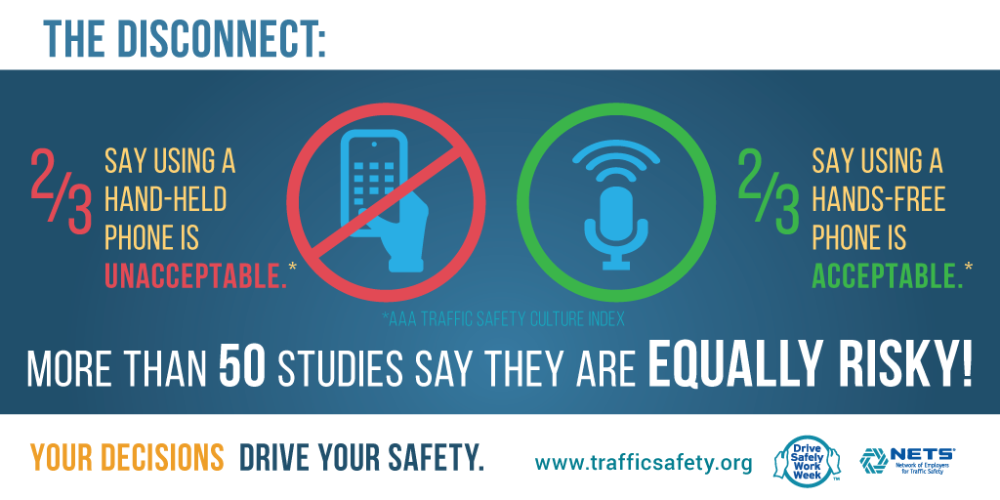 THE DISCONNECT:
2/3
SAY USING A
HAND-HELD
PHONE IS
UNACCEPTABLE.*
2/3
SAY USING A
HANDS-FREE
PHONE IS
ACCEPTABLE.*
*AAA TRAFFIC SAFETY CULTURE INDEX
MORE THAN 50 STUDIES SAY THEY ARE EQUALLY RISKY!
YOUR DECISIONS DRIVE YOUR SAFETY.
www.trafficsafety.org
Drive
Safely
Work
Week
TM
NETS®
Network of Employers
for Traffic Safety